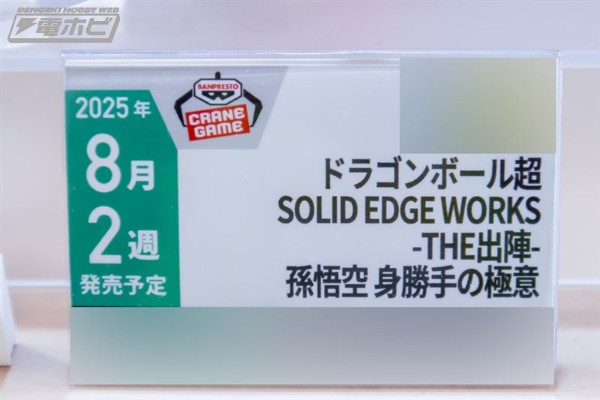 DENGEKI HOBBY WEB
電ホビ
2025年
8月
2週
発売予定
BANPRESTO
CRANE
GAME
ドラゴンボール超
SOLID EDGE WORKS
-THE出陣-
孫悟空 身勝手の極意